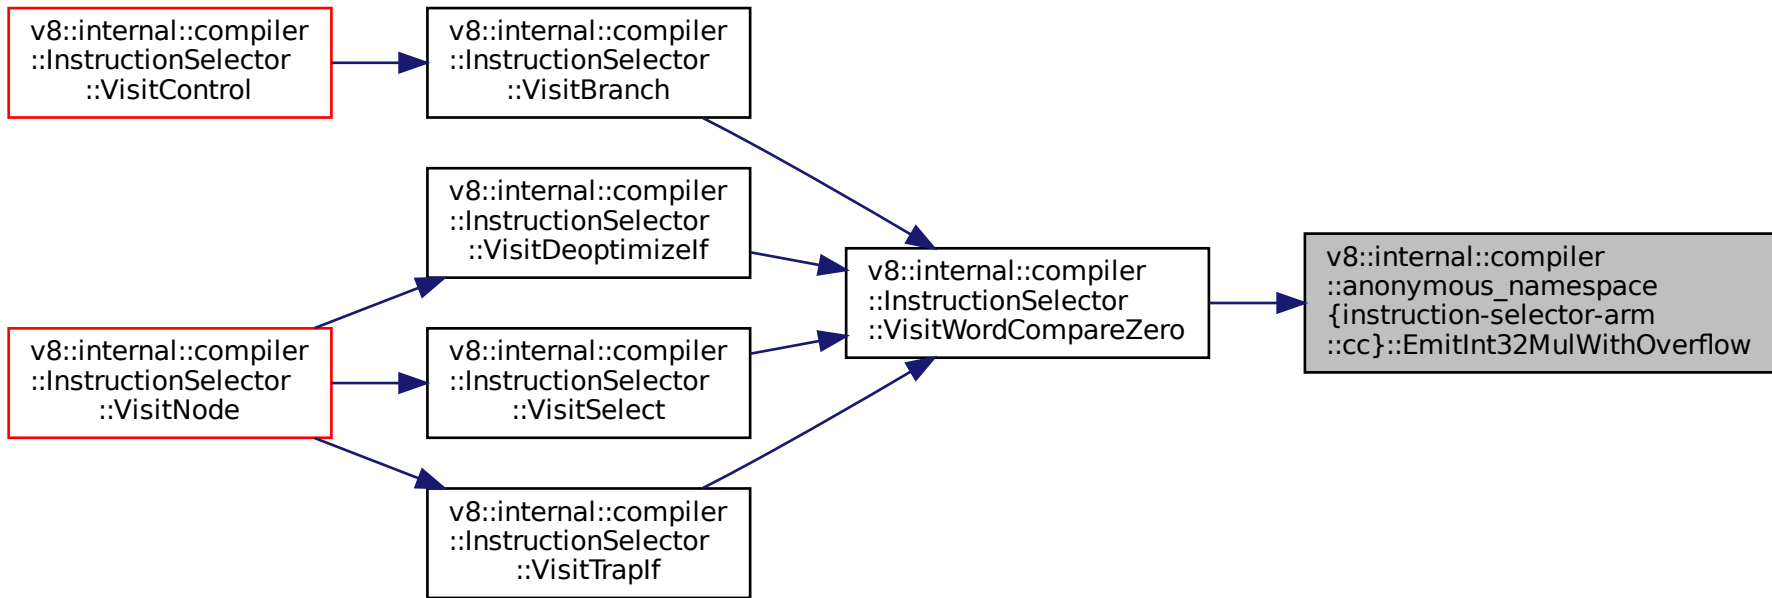 v8::internal::compiler
::InstructionSelector
::VisitControl
v8::internal::compiler
::InstructionSelector
::VisitBranch
v8::internal::compiler
::InstructionSelector
::VisitDeoptimizeIf
v8::internal::compiler
::InstructionSelector
::VisitNode
v8::internal::compiler
::InstructionSelector
::VisitSelect
v8::internal::compiler
::InstructionSelector
::VisitTrapIf
v8::internal::compiler
::InstructionSelector
::VisitWordCompareZero
v8::internal::compiler
::anonymous_namespace
{instruction-selector-arm
::cc}::EmitInt32MulWithOverflow